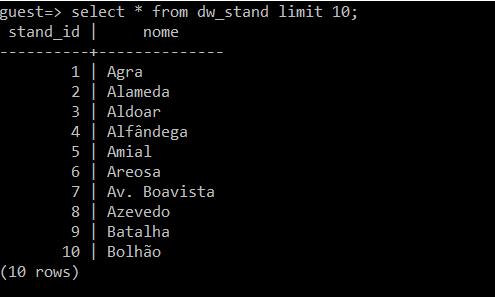 guest=> select * from dw_stand limit 10;
stand_id | nome
----------+--------------
1 | Agra
2 | Alameda
3 | Aldoar
4 | Alfândega
5 | Amial
6 | Areosa
7 | Av. Boavista
8 | Azevedo
9 | Batalha
10 | Bolhão
(10 rows)